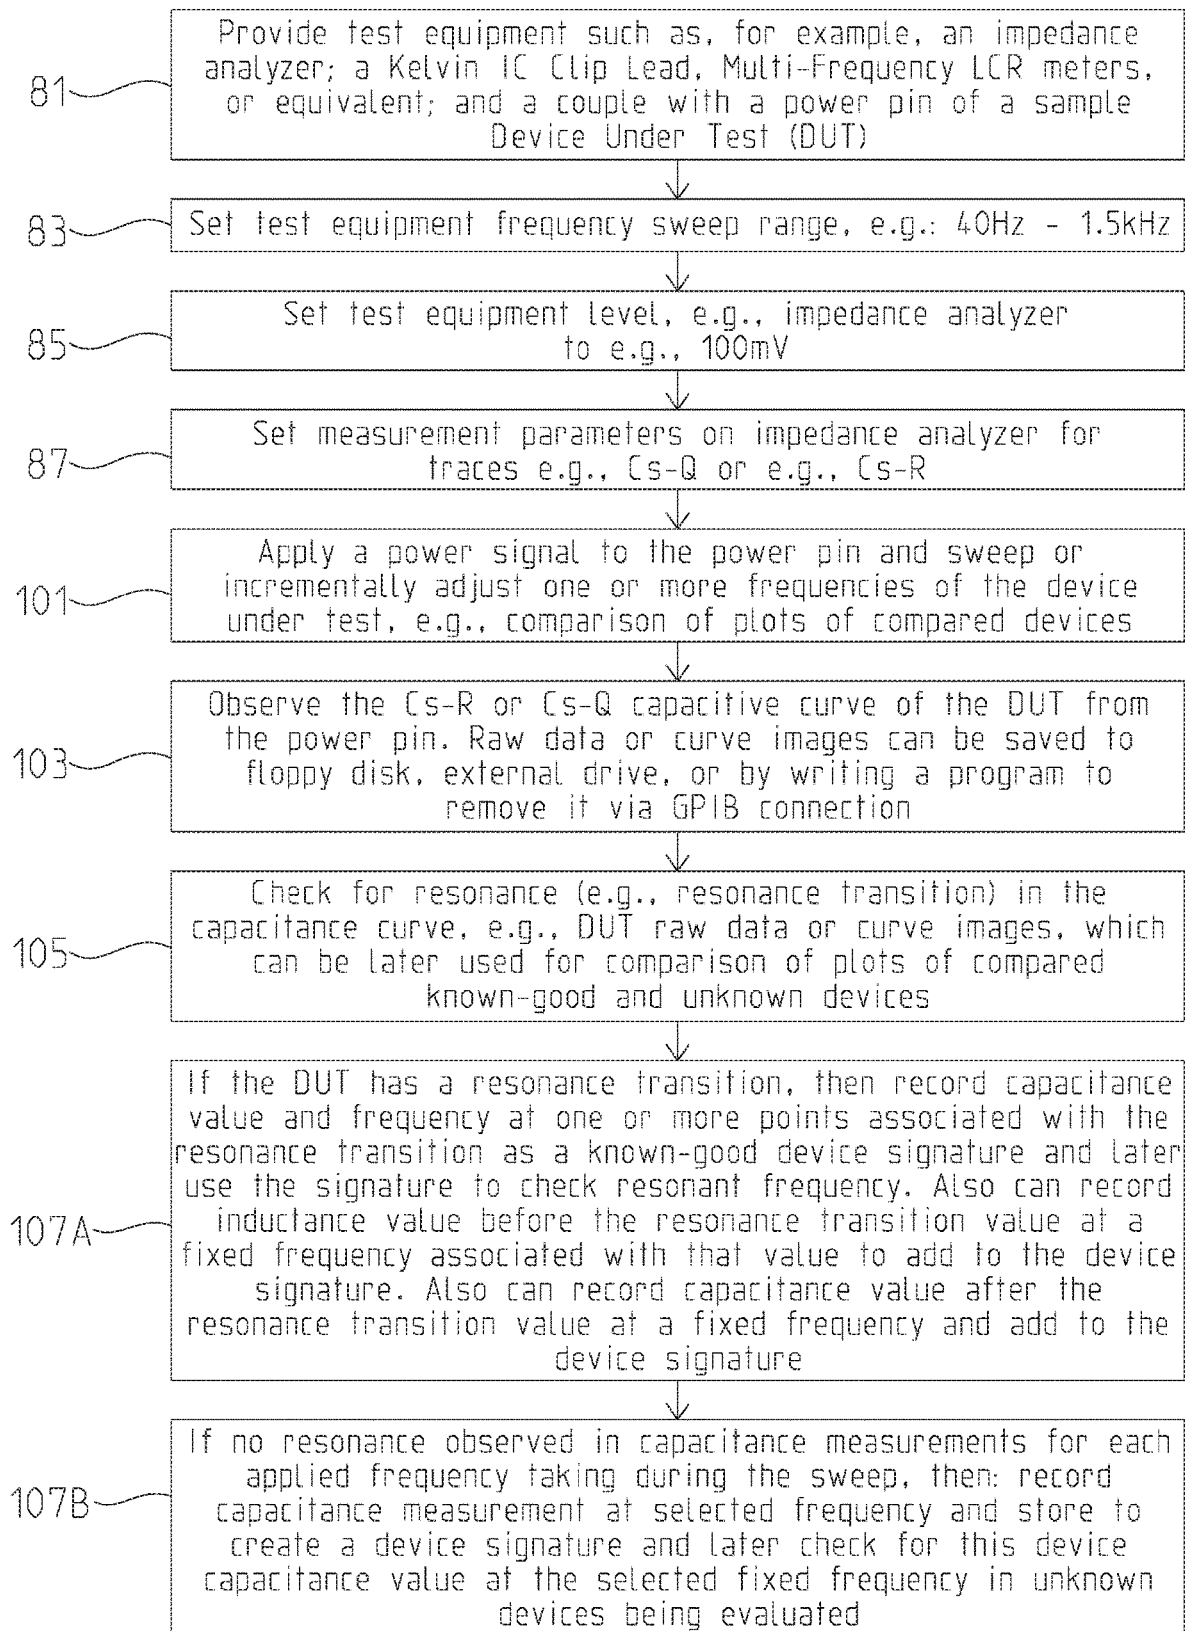 Provide test equipment such as, for example, an impedance
analyzer; a Kelvin IC Clip Lead, Multi-Frequency LCR meters,
or equivalent; and a couple with a power pin of a sample
Device Under Test (DUT)
81
Set test equipment frequency sweep range, e.g.: 40Hz - 1.5kHz
83
Set test equipment level, e.g., impedance analyzer
to e.g., 100mV
85
Set measurement parameters on impedance analyzer for
traces e.g., Cs-Q or e.g., Cs-R
87
Apply a power signal to the power pin and sweep or
incrementally adjust one or more frequencies of the device
under test, e.g., comparison of plots of compared devices
101
Observe the Cs-R or Cs-Q capacitive curve of the DUT from
the power pin. Raw data or curve images can be saved to
floppy disk, external drive, or by writing a program to
remove it via GPIB connection
103
Check for resonance (e.g., resonance transition) in the
capacitance curve, e.g., DUT raw data or curve images, which
can be later used for comparison of plots of compared
known-good and unknown devices
105
If the DUT has a resonance transition, then record capacitance
value and frequency at one or more points associated with the
resonance transition as a known-good device signature and later
use the signature to check resonant frequency. Also can record
inductance value before the resonance transition value at a
fixed frequency associated with that value to add to the device
signature. Also can record capacitance value after the
resonance transition value at a fixed frequency and add to the
device signature
107A
If no resonance observed in capacitance measurements for each
applied frequency taking during the sweep, then: record
capacitance measurement at selected frequency and store to
create a device signature and later check for this device
capacitance value at the selected fixed frequency in unknown
devices being evaluated
107B